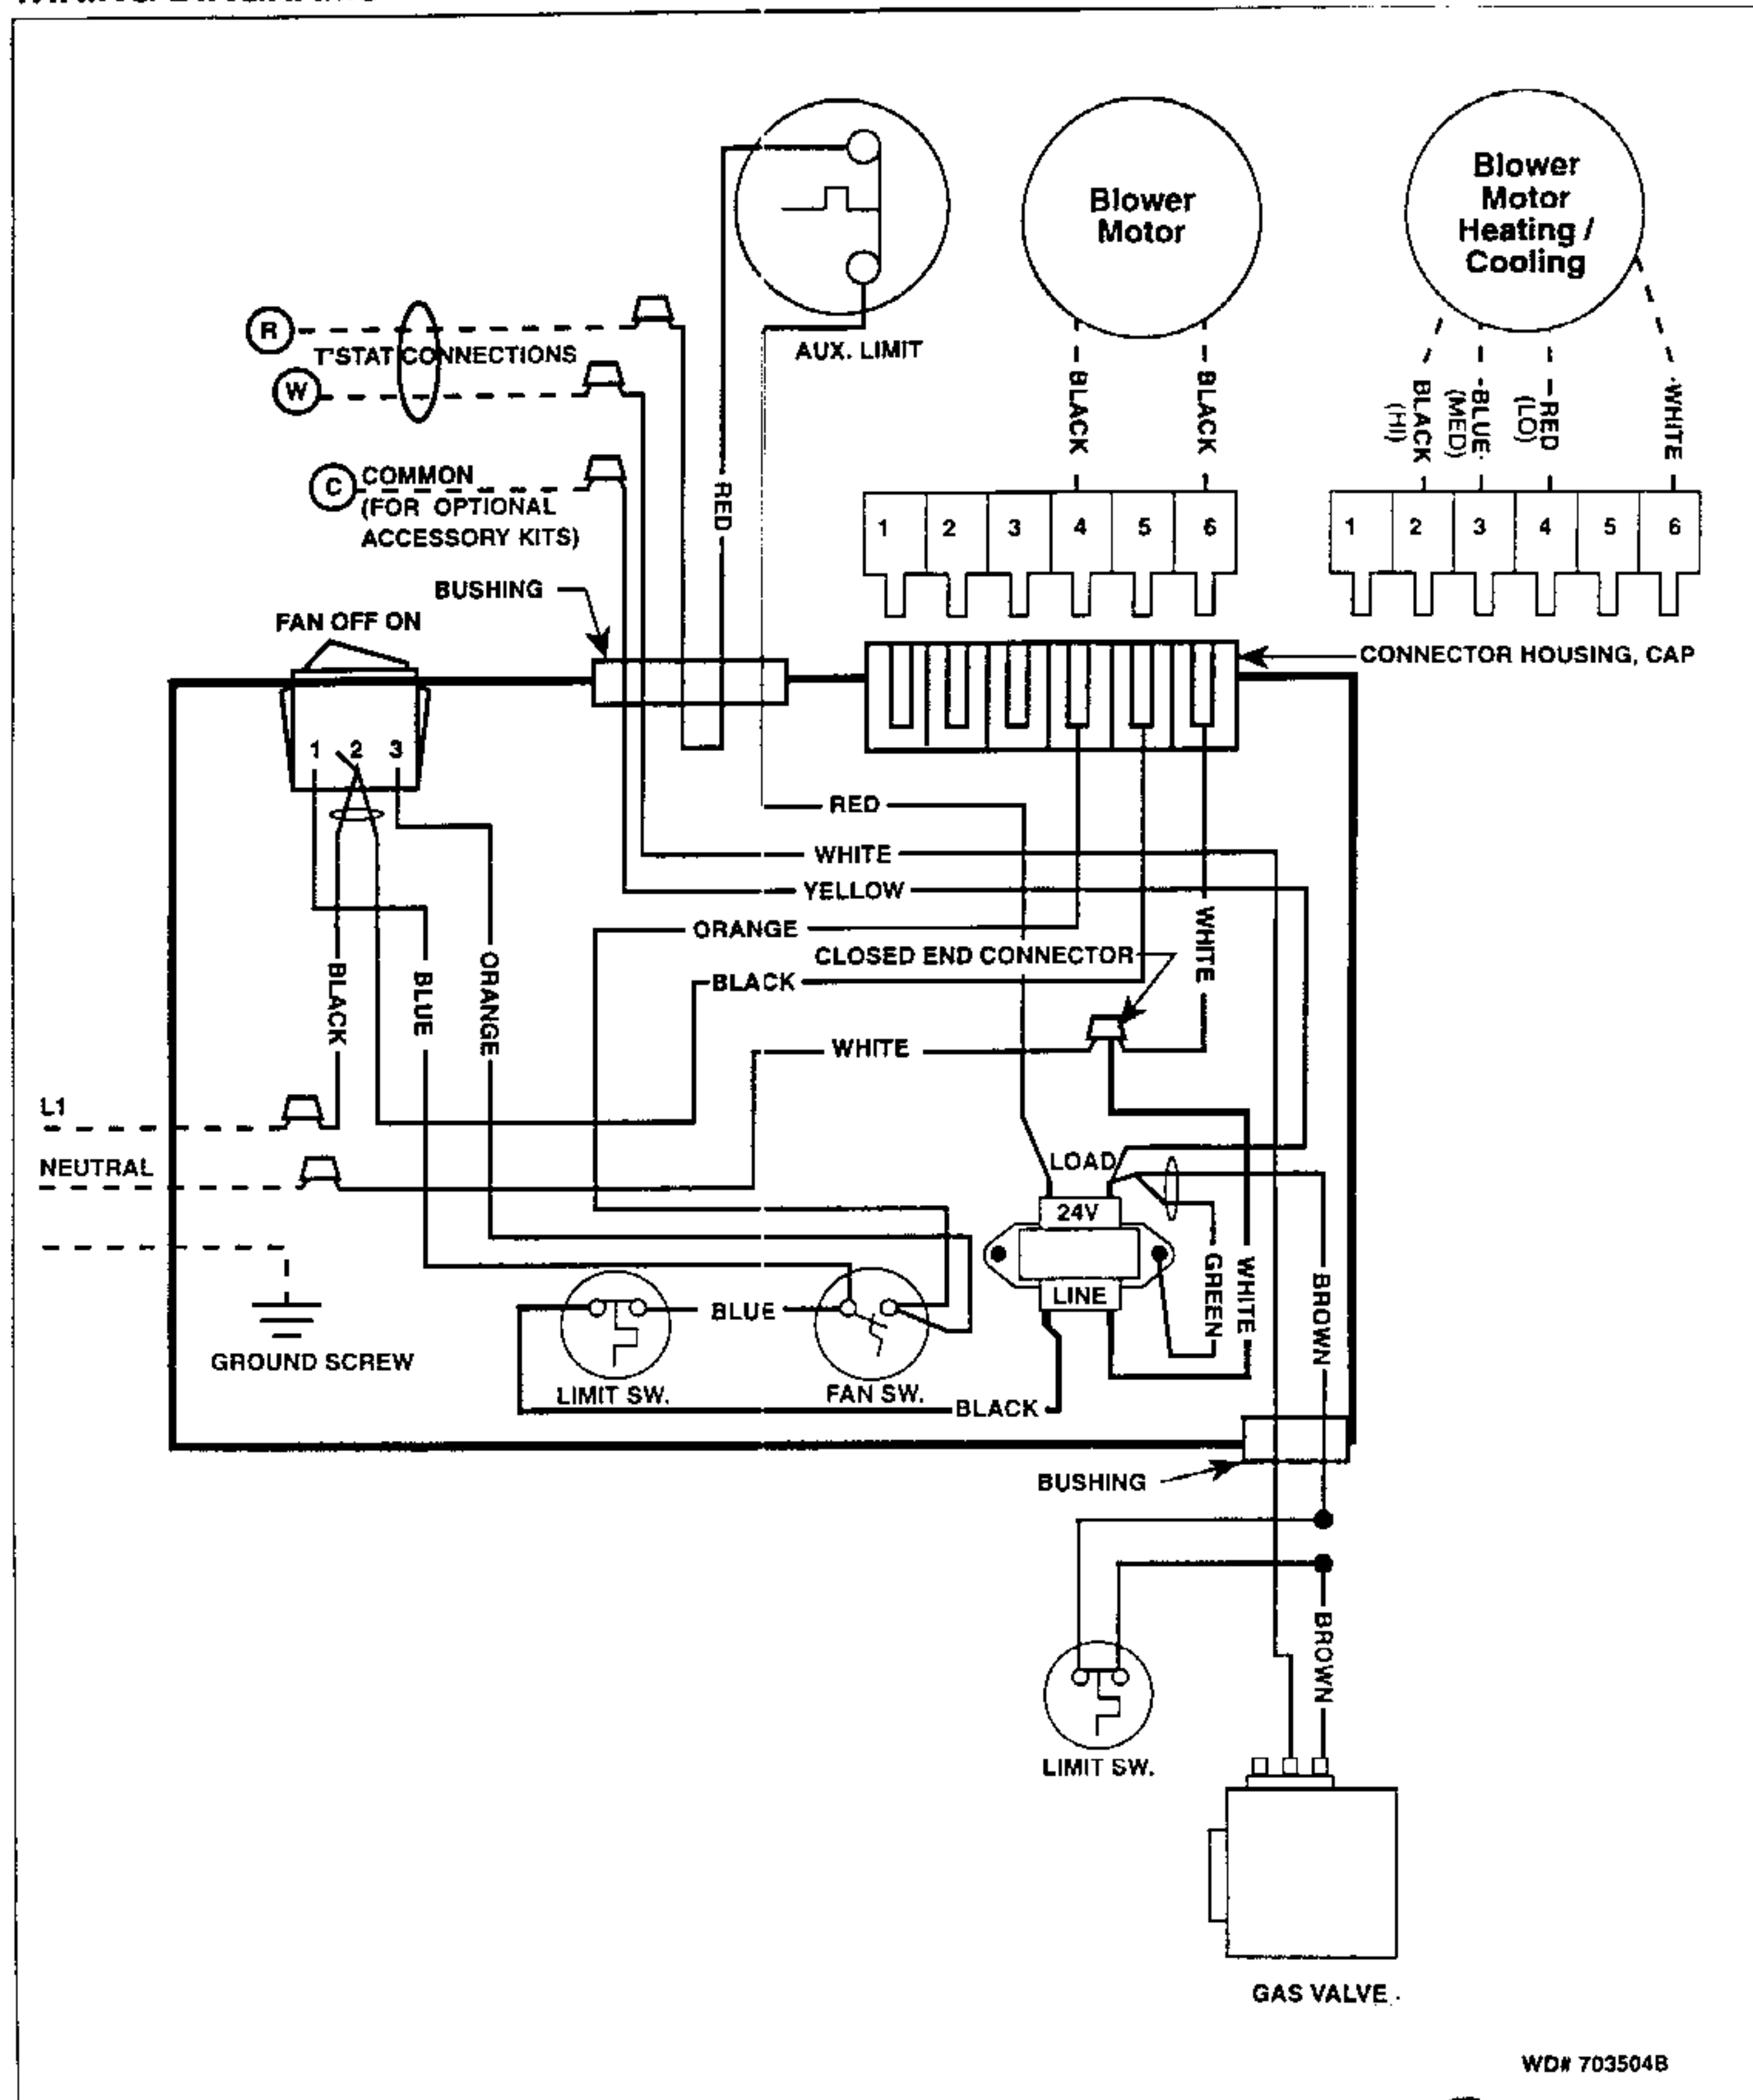 Blower
Motor
Blower
Motor
Heating /
Cooling
R
T'STAT CONNECTIONS
W
AUX. LIMIT
C
COMMON
(FOR OPTIONAL
ACCESSORY KITS)
RED
BLACK
BLACK
BLACK
(HI)
BLUE
(MED)
RED
(LO)
WHITE
1 2 3 4 5 6
1 2 3 4 5 6
BUSHING
FAN OFF ON
CONNECTOR HOUSING, CAP
1 2 3
RED
WHITE
YELLOW
ORANGE
CLOSED END CONNECTOR
BLACK
WHITE
WHITE
BLACK
BLUE
ORANGE
L1
NEUTRAL
LOAD
24V
LINE
GREEN
WHITE
BROWN
BLUE
GROUND SCREW
LIMIT SW.
FAN SW.
BLACK
BUSHING
BROWN
LIMIT SW.
GAS VALVE
WD# 703504B